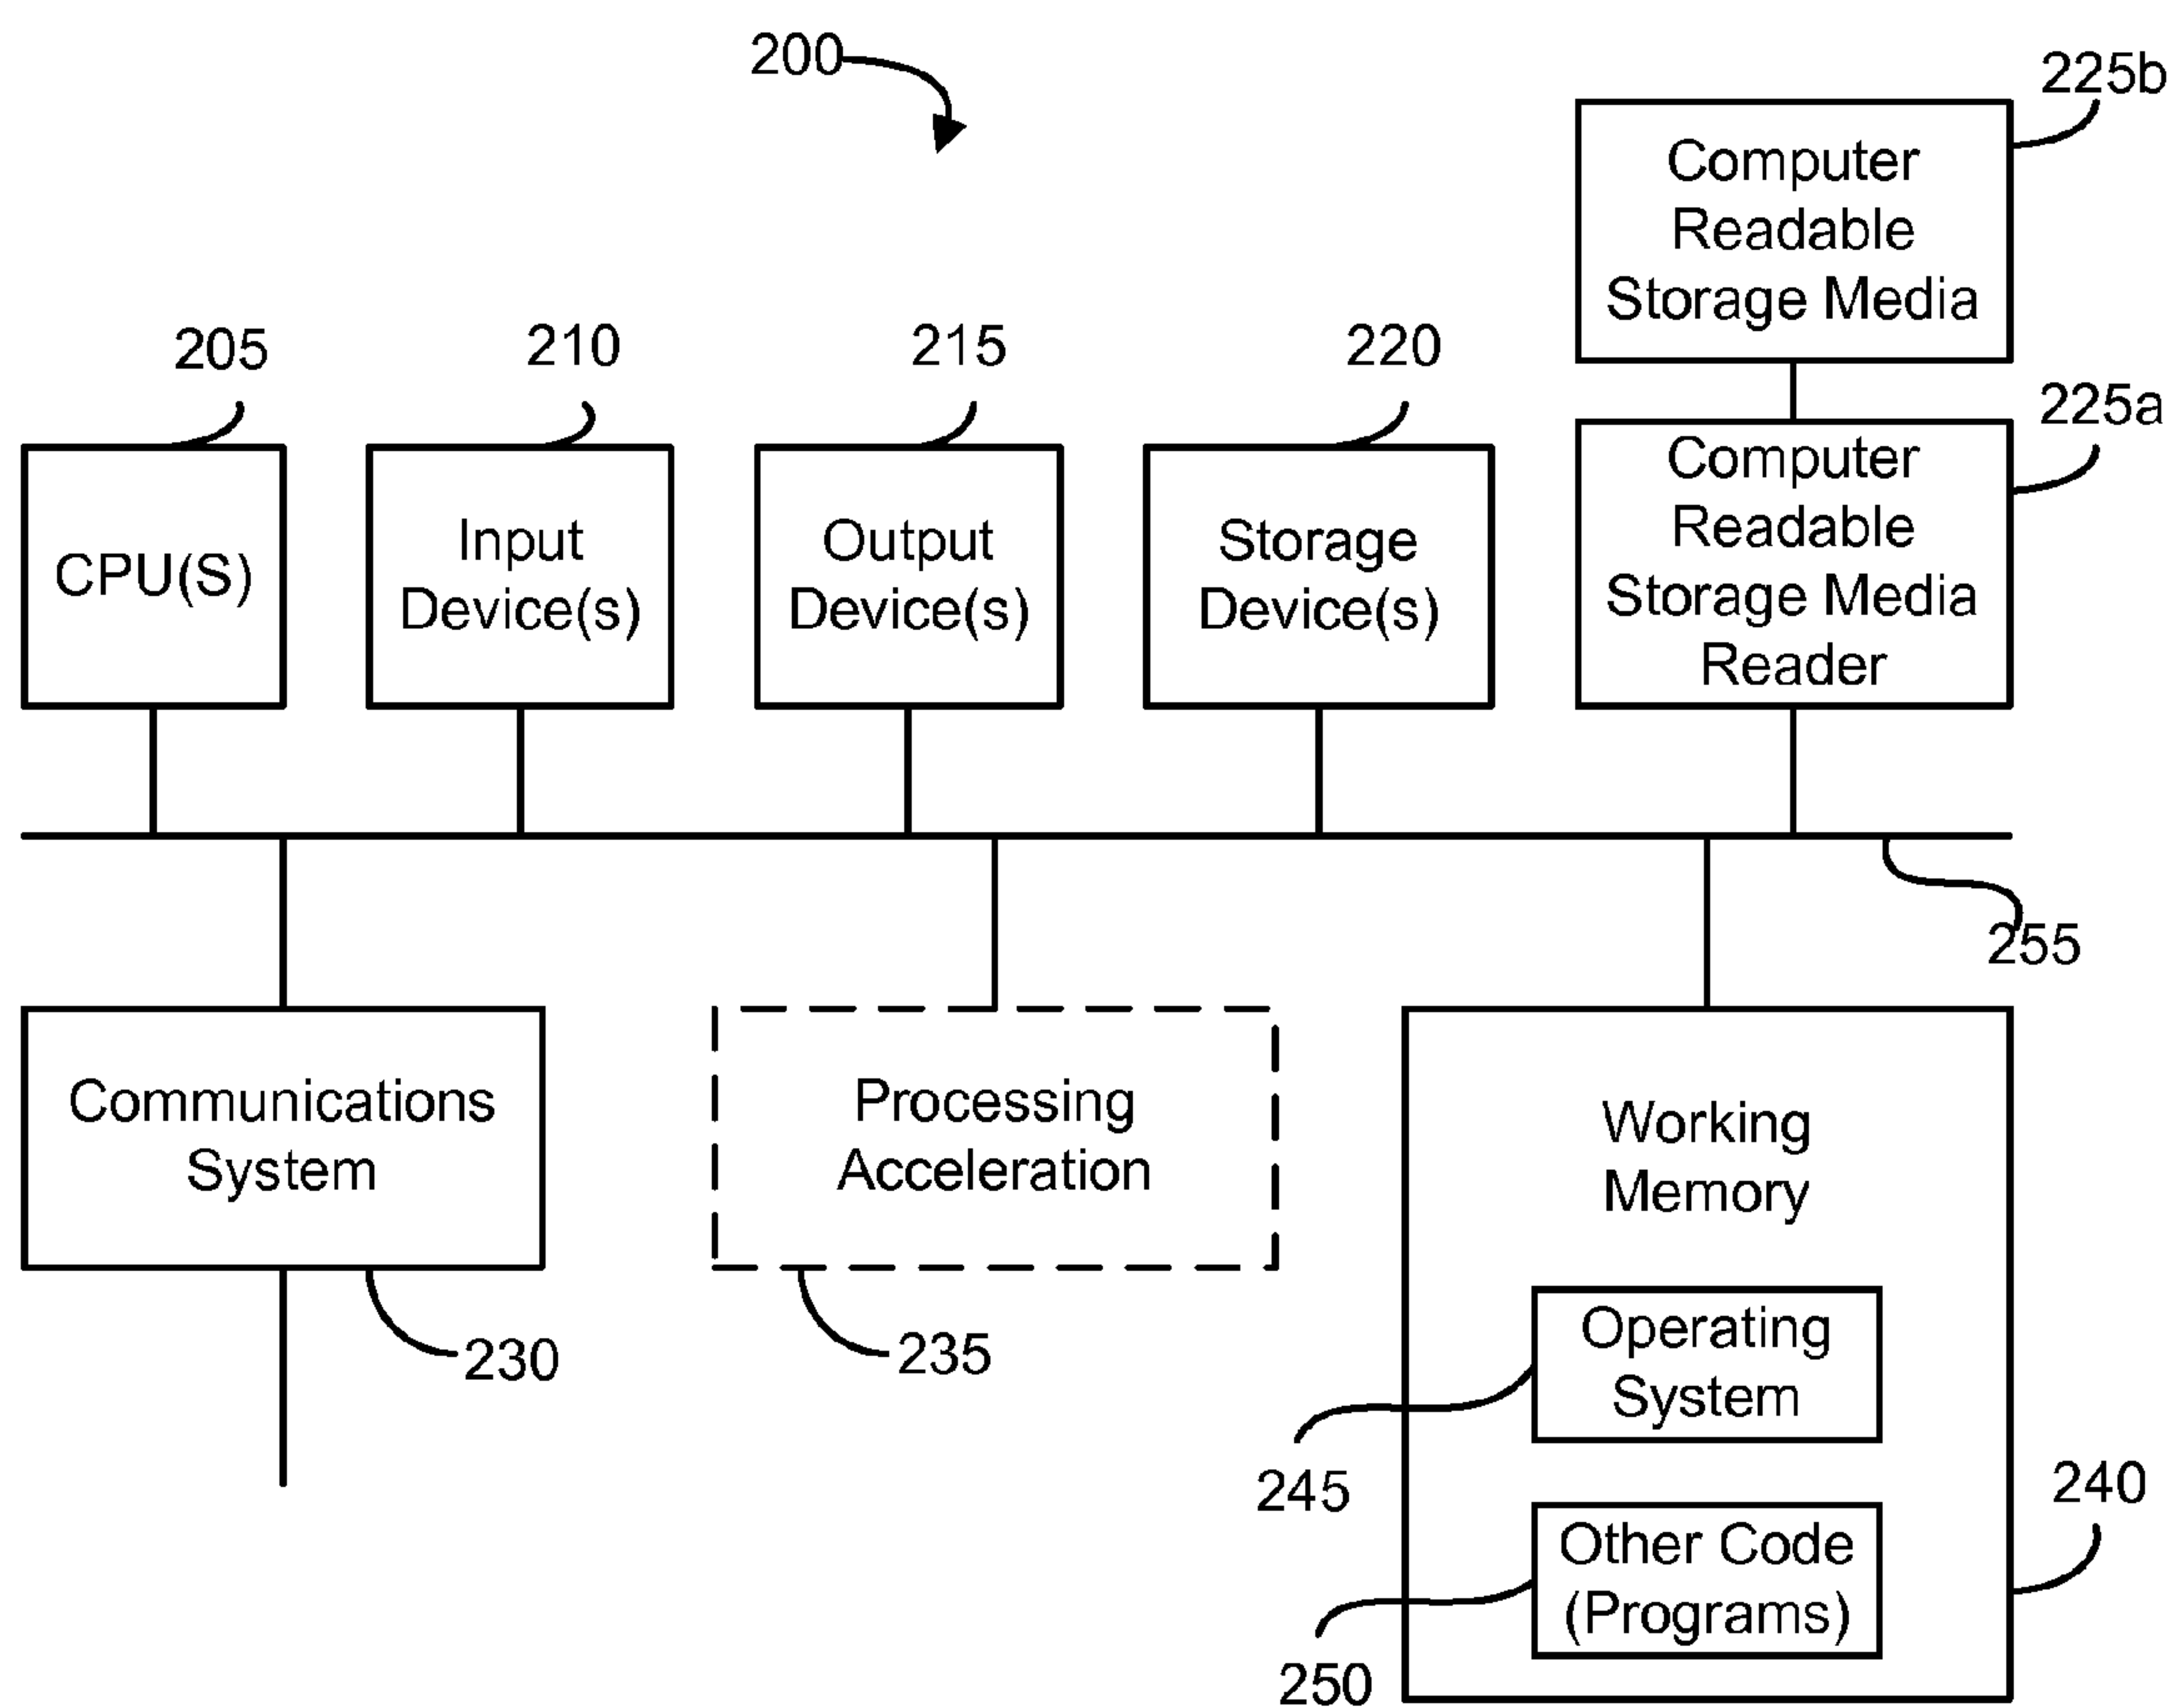 200
225b
Computer
Readable
Storage Media
205
210
215
220
225a
CPU(S)
Input
Device(s)
Output
Device(s)
Storage
Device(s)
Computer
Readable
Storage Media
Reader
255
Communications
System
230
Processing
Acceleration
235
Working
Memory
Operating
System
245
240
Other Code
(Programs)
250